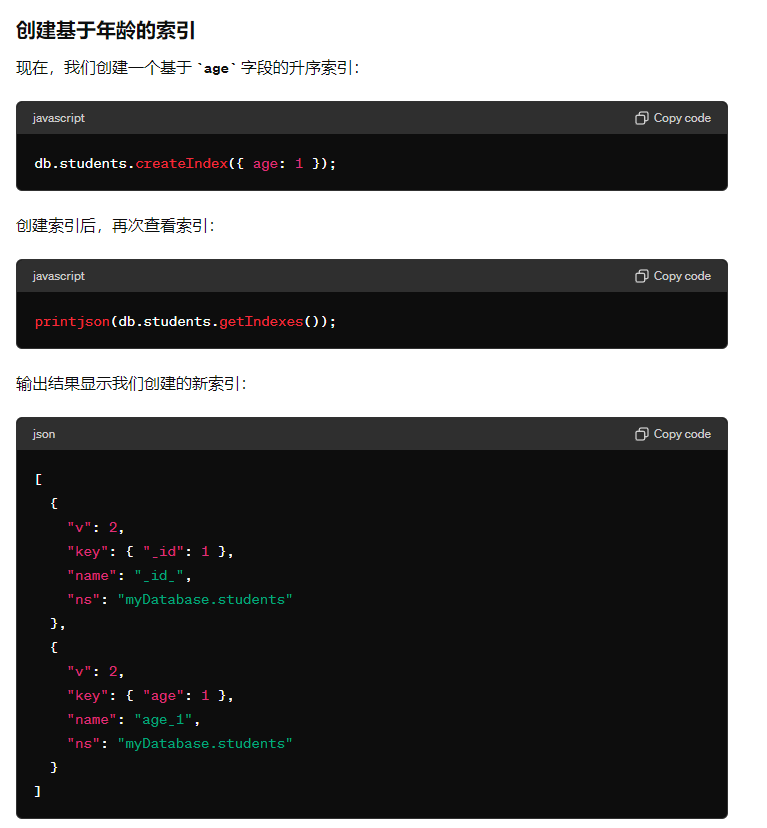 创建基于年龄的索引
现在，我们创建一个基于 `age` 字段的升序索引：
javascript
Copy code
db.students.createIndex({ age: 1 });
创建索引后，再次查看索引：
javascript
Copy code
printjson(db.students.getIndexes());
输出结果显示我们创建的新索引：
json
Copy code
[
  {
    "v": 2,
    "key": { "_id": 1 },
    "name": "_id_",
    "ns": "myDatabase.students"
  },
  {
    "v": 2,
    "key": { "age": 1 },
    "name": "age_1",
    "ns": "myDatabase.students"
  }
]